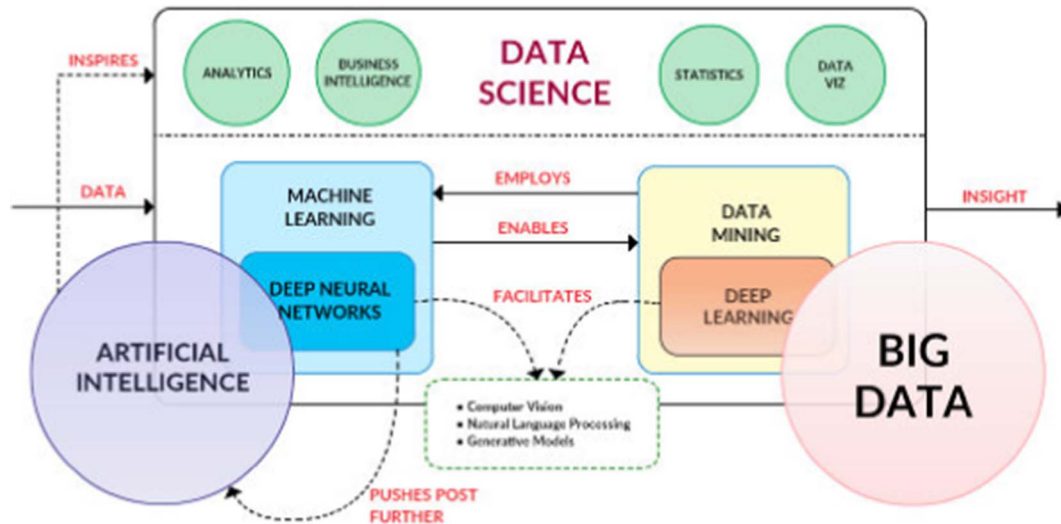 INSPIRES
ANALYTICS
BUSINESS
INTELLIGENCE
DATA
SCIENCE
STATISTICS
DATA
VIZ
DATA
MACHINE
LEARNING
EMPLOYS
ENABLES
DATA
MINING
INSIGHT
DEEP NEURAL
NETWORKS
FACILITATES
DEEP
LEARNING
ARTIFICIAL
INTELLIGENCE
BIG
DATA
• Computer Vision
• Natural Language Processing
• Generative Models
PUSHES POST
FURTHER